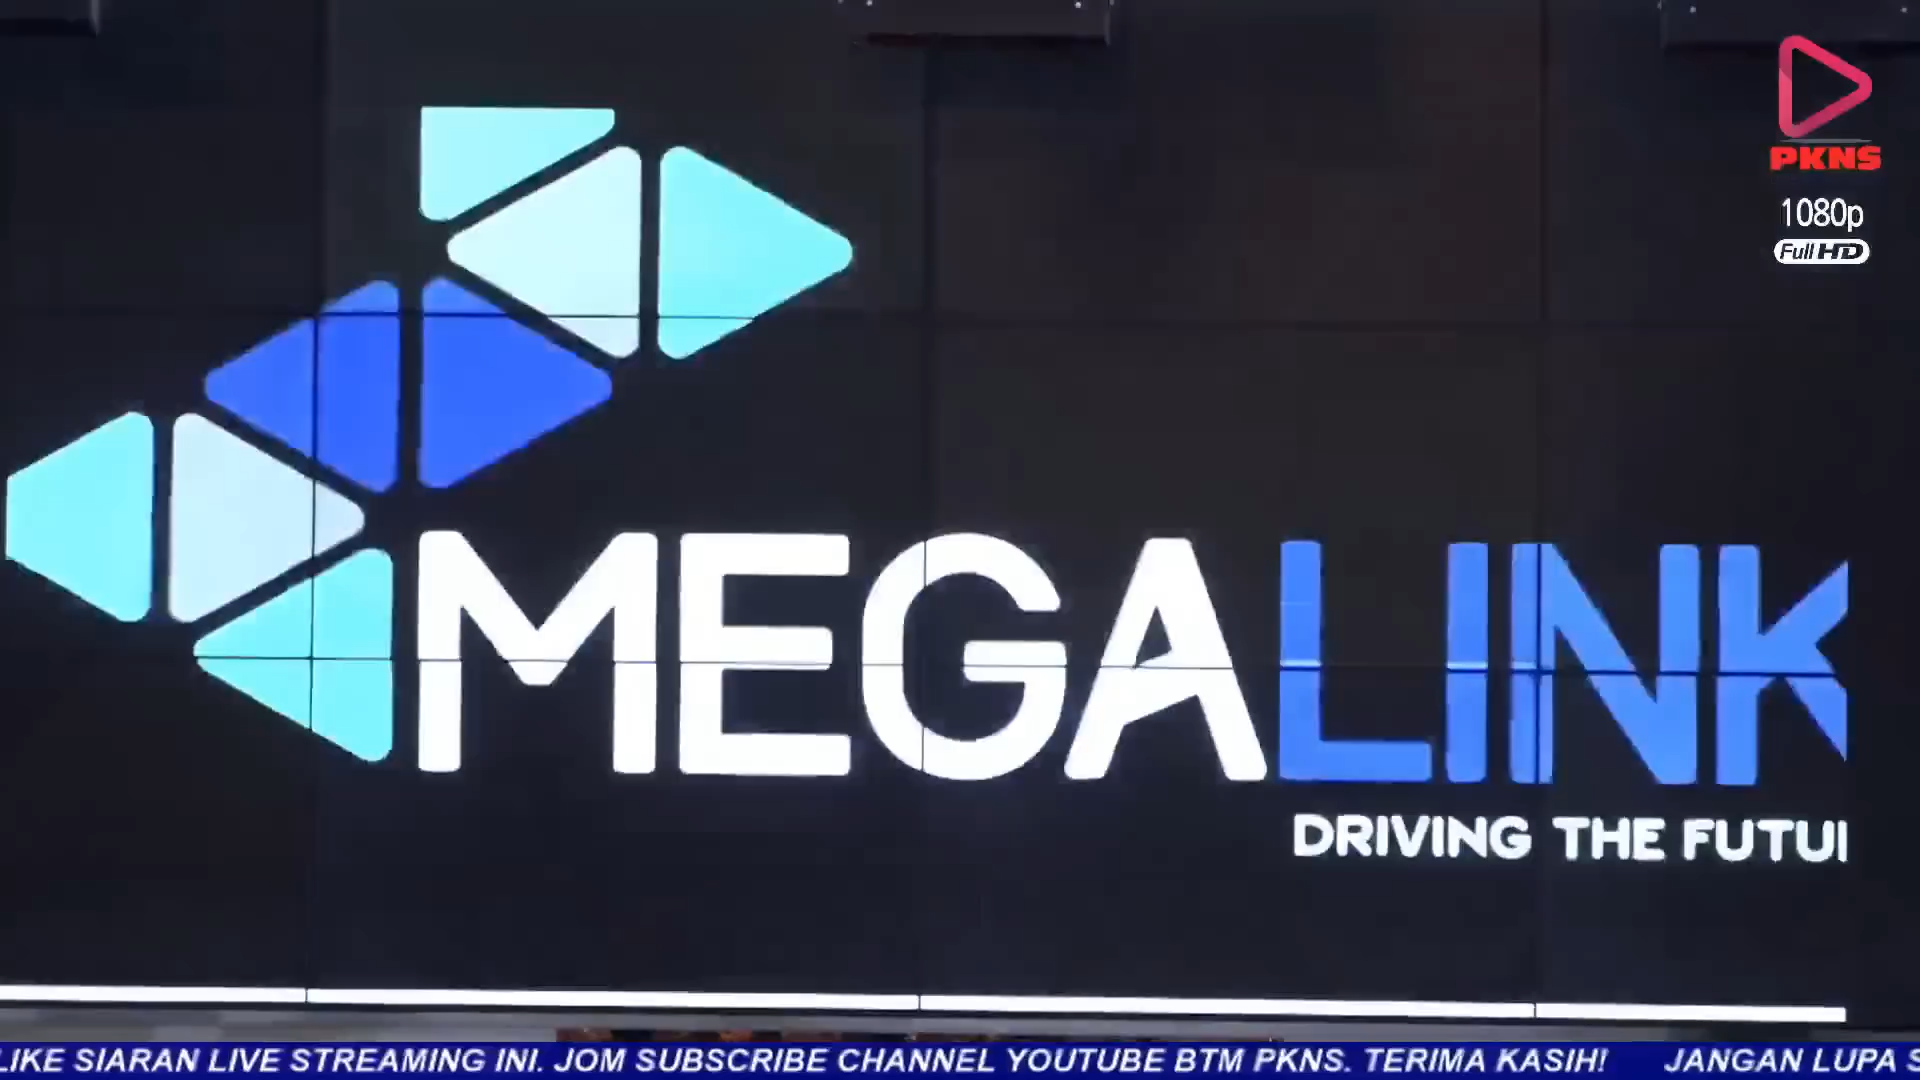 PKNS
1080p
Full HD
MEGALINK
DRIVING THE FUTU
LIKE SIARAN LIVE STREAMING INI. JOM SUBSCRIBE CHANNEL YOUTUBE BTM PKNS. TERIMA KASIH! JANGAN LUPA S